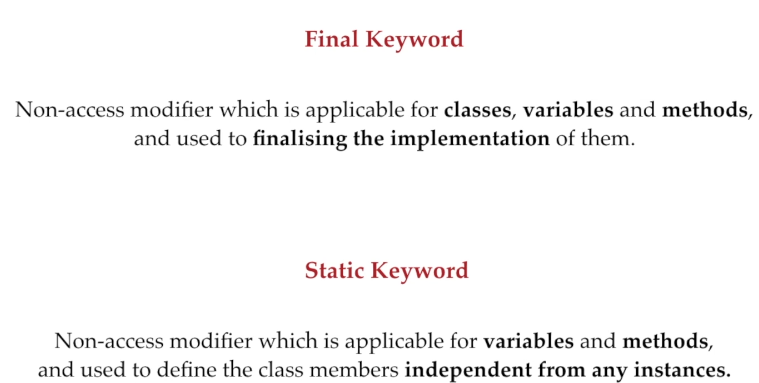 Final Keyword
Non-access modifier which is applicable for classes, variables and methods,
and used to finalising the implementation of them.
Static Keyword
Non-access modifier which is applicable for variables and methods,
and used to define the class members independent from any instances.